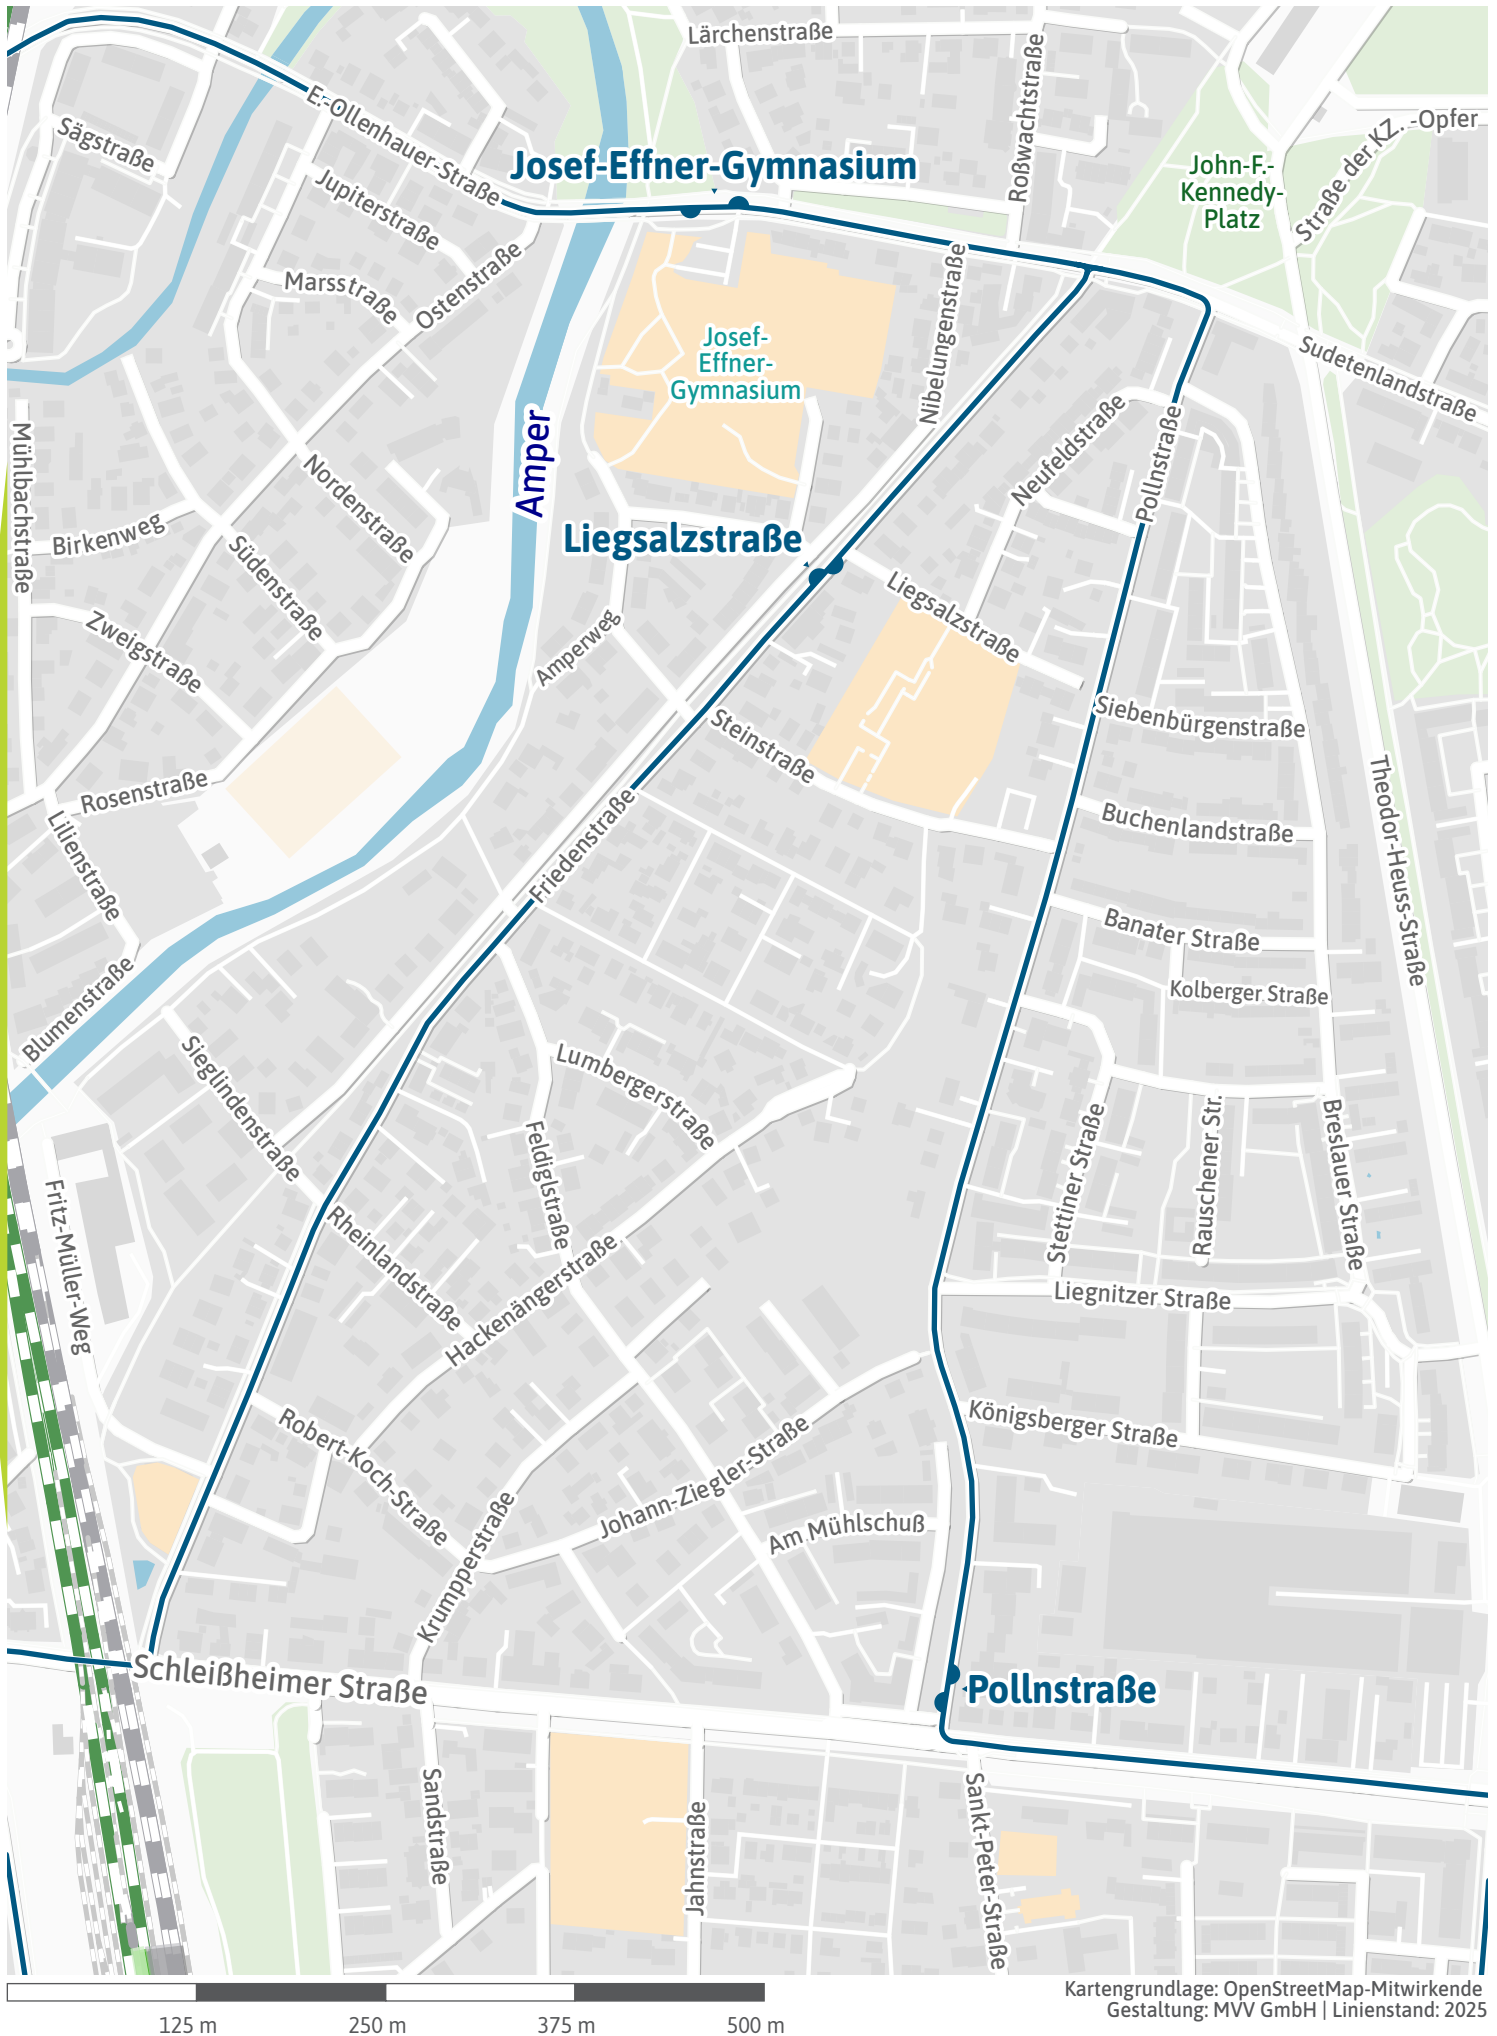 Lärchenstraße
Roßwachtstraße
E.-Ollenhauer-Straße
Sägstraße
Straße der KZ.. -Opfer
Josef-Effner-Gymnasium
John-F.-
Kennedy-
Platz
Jupiterstraße
Marsstraße
Ostenstraße
Nibelungenstraße
Josef-
Effner-
Gymnasium
Sudetenlandstraße
Amper
Neufeldstraße
Pollnstraße
Mühlbachstraße
Nordenstraße
Birkenweg
Südenstraße
Liegsalzstraße
Liegsalzstraße
Zweigstraße
Amperweg
Siebenbürgenstraße
Steinstraße
Rosenstraße
Friedenstraße
Buchenlandstraße
Theodor-Heuss-Straße
Lilienstraße
Banater Straße
Kolberger Straße
Blumenstraße
Sieglindenstraße
Lumbergerstraße
Feldiglstraße
Stettiner Straße
Rauschener Str.
Breslauer Straße
Fritz-Müller-Weg
Rheinlandstraße
Hackenängerstraße
Liegnitzer Straße
Königsberger Straße
Robert-Koch-Straße
Johann-Ziegler-Straße
Krumpperstraße
Am Mühlschuß
Schleißheimer Straße
Pollnstraße
Sandstraße
Jahnstraße
Sankt-Peter-Straße
Kartengrundlage: OpenStreetMap-Mitwirkende
Gestaltung: MVV GmbH | Linienstand: 2025
125 m
250 m
375 m
500 m